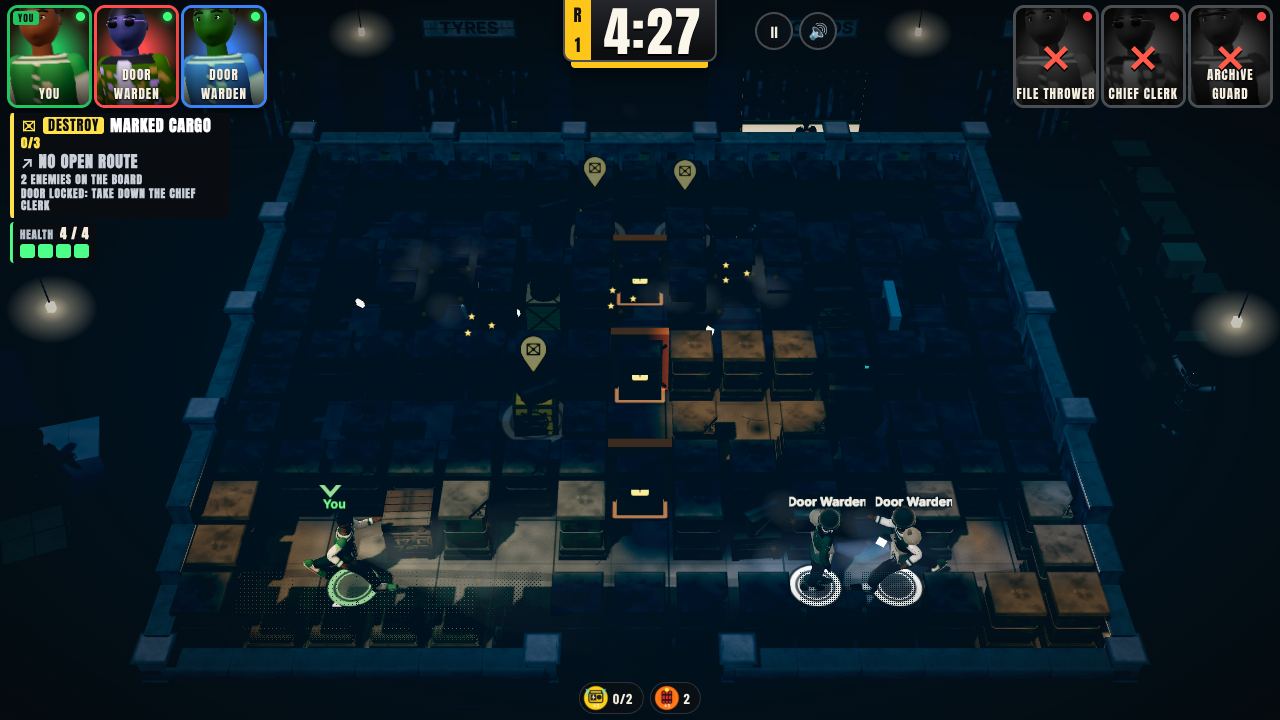 YOU
YOU
DOOR
WARDEN
DOOR
WARDEN
TYRES
R
1
4:27
FILE THROWER
CHIEF CLERK
ARCHIVE
GUARD
DESTROY MARKED CARGO
0/3
NO OPEN ROUTE
2 ENEMIES ON THE BOARD
DOOR LOCKED: TAKE DOWN THE CHIEF
CLERK
HEALTH 4 / 4
You
Door Warden
Door Warden
0/2
2